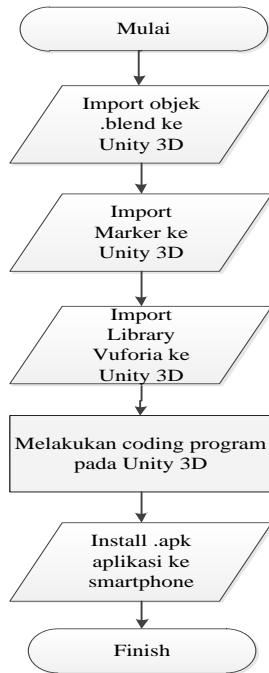 Mulai
Import objek
.blend ke
Unity 3D
Import
Marker ke
Unity 3D
Import
Library
Vuforia ke
Unity 3D
Melakukan coding program
pada Unity 3D
Install .apk
aplikasi ke
smartphone
Finish